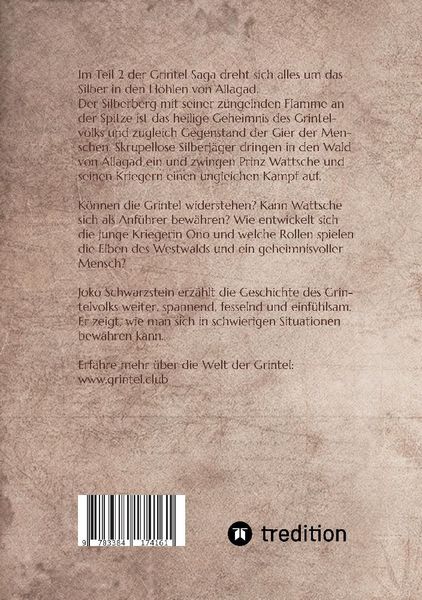 Im Teil 2 der Grintel Saga dreht sich alles um das
Silber in den Höhlen von Allagad.
Der Silberberg mit seiner züngelnden Flamme an
der Spitze ist das heilige Geheimnis des Grintel-
volks und zugleich Gegenstand der Gier der Men-
schen. Skrupellose Silberjäger dringen in den Wald
von Allagad ein und zwingen Prinz Wattsche und
seinen Kriegern einen ungleichen Kampf auf.
Können die Grintel widerstehen? Kann Wattsche
sich als Anführer bewähren? Wie entwickelt sich
die junge Kriegerin Ono und welche Rollen spielen
die Elben des Westwalds und ein geheimnisvoller
Mensch?
Joko Schwarzstein erzählt die Geschichte des Grin-
telvolks weiter, spannend, fesselnd und einfühlsam.
Er zeigt, wie man sich in schwierigen Situationen
bewähren kann.
Erfahre mehr über die Welt der Grintel:
www.grintel.club
9 783384 174161
tredition